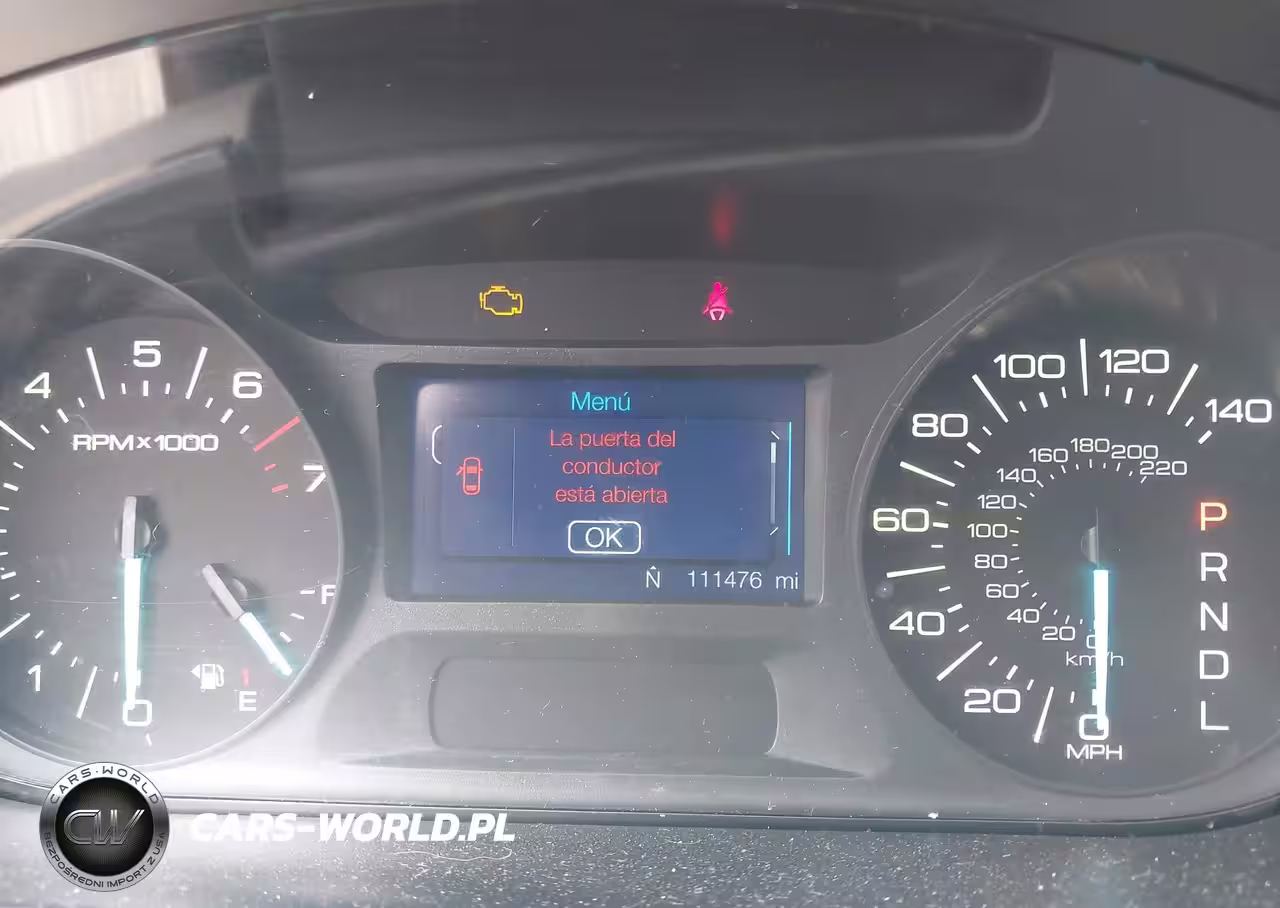 4
5
6
7
RPMx1000
1
0
F
E
Menú
La puerta del
conductor
está abierta
OK
N̂ 111476 mi
100
120
140
80
60
40
20
0
MPH
160
180
200
220
140
120
100
80
60
40
20
0
km/h
P
R
N
D
L
CARS-WORLD
CW
BEZPOŚREDNI IMPORT Z USA
CARS-WORLD.PL